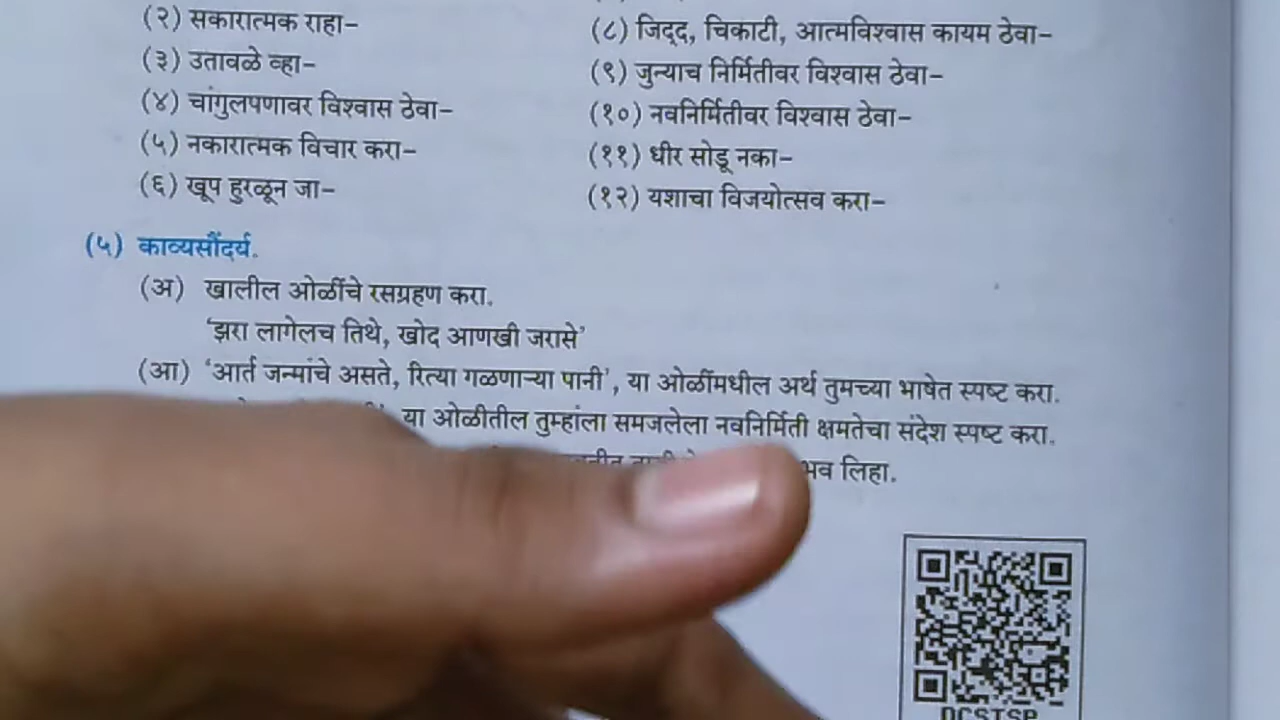 (२) सकारात्मक राहा–
(३) उतावळे व्हा–
(४) चांगुलपणावर विश्वास ठेवा–
(५) नकारात्मक विचार करा–
(६) खूप हुरळून जा–
(८) जिद्द, चिकाटी, आत्मविश्वास कायम ठेवा–
(९) जुन्याच निर्मितीवर विश्वास ठेवा–
(१०) नवनिर्मितीवर विश्वास ठेवा–
(११) धीर सोडू नका–
(१२) यशाचा विजयोत्सव करा–
(५) काव्यसौंदर्य.
(अ) खालील ओळींचे रसग्रहण करा.
‘झरा लागेलच तिथे, खोद आणखी जरासे’
(आ) ‘आर्त जन्मांचे असते, रित्या गळणाऱ्या पानी’, या ओळींमधील अर्थ तुमच्या भाषेत स्पष्ट करा.
या ओळीतील तुम्हांला समजलेला नवनिर्मिती क्षमतेचा संदेश स्पष्ट करा.
लिहा.